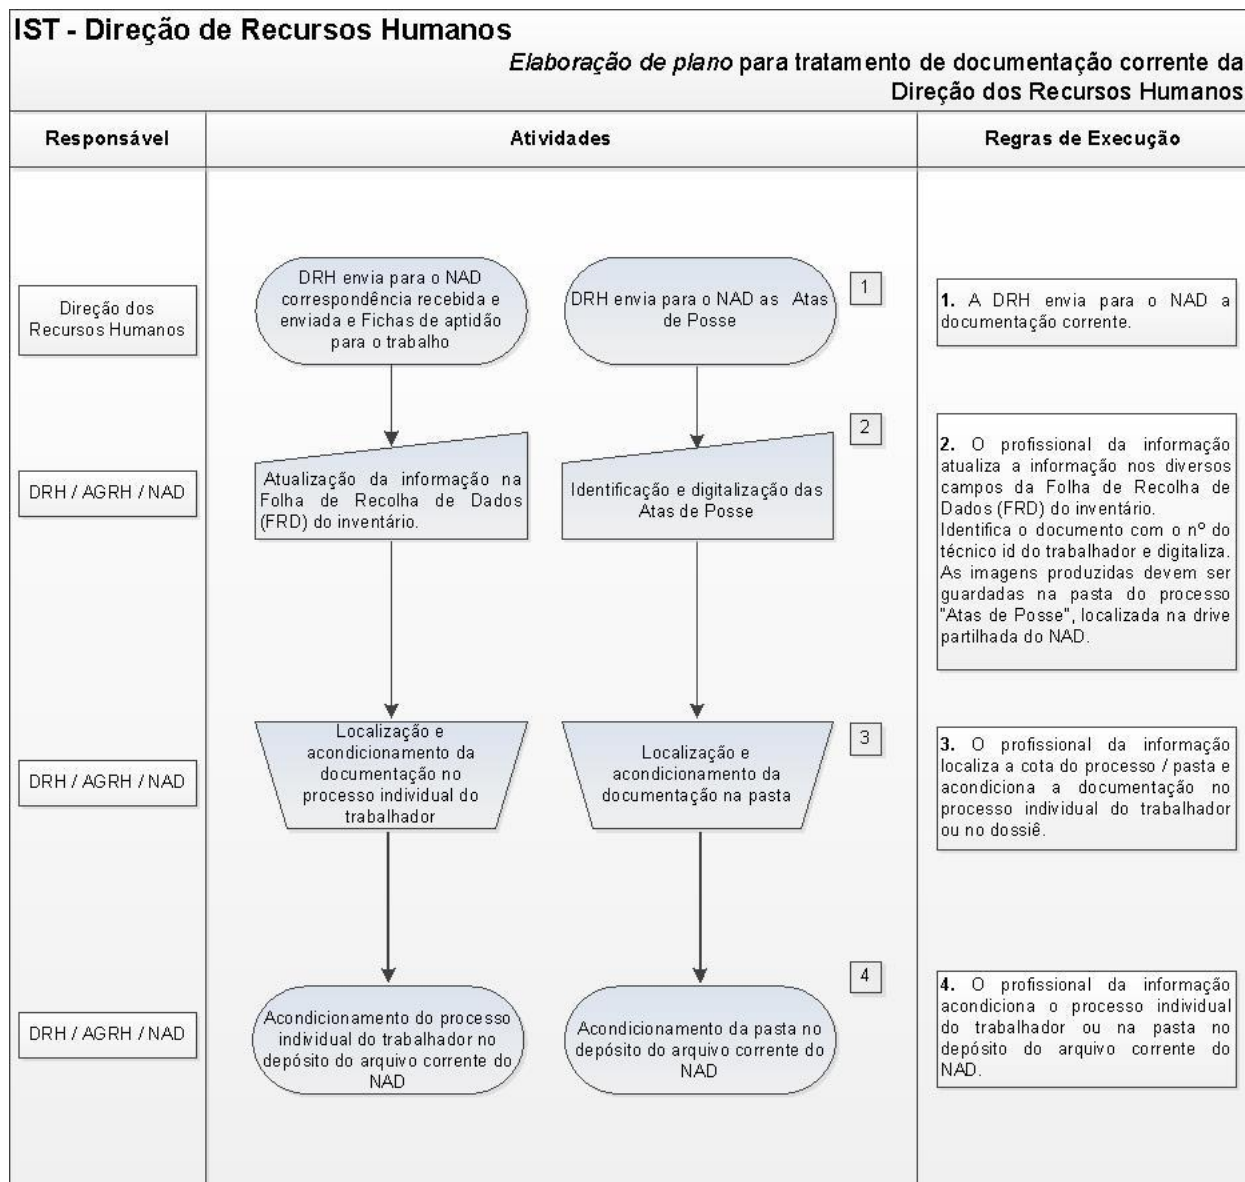 IST - Direção de Recursos Humanos
Elaboração de plano para tratamento de documentação corrente da
Direção dos Recursos Humanos
Responsável
Atividades
Regras de Execução
Direção dos
Recursos Humanos
DRH envia para o NAD
correspondência recebida e
enviada e Fichas de aptidão
para o trabalho
DRH envia para o NAD as Atas
de Posse
1
1. A DRH envia para o NAD a
documentação corrente.
DRH / AGRH / NAD
Atualização da informação na
Folha de Recolha de Dados
(FRD) do inventário.
Identificação e digitalização das
Atas de Posse
2
2. O profissional da informação
atualiza a informação nos diversos
campos da Folha de Recolha de
Dados (FRD) do inventário.
Identifica o documento com o nº do
técnico id do trabalhador e digitaliza.
As imagens produzidas devem ser
guardadas na pasta do processo
"Atas de Posse", localizada na drive
partilhada do NAD.
DRH / AGRH / NAD
Localização e
acondicionamento da
documentação no
processo individual do
trabalhador
Localização e
acondicionamento da
documentação na pasta
3
3. O profissional da informação
localiza a cota do processo / pasta e
acondiciona a documentação no
processo individual do trabalhador
ou no dossiê.
DRH / AGRH / NAD
Acondicionamento do processo
individual do trabalhador no
depósito do arquivo corrente do
NAD
Acondicionamento da pasta no
depósito do arquivo corrente do
NAD
4
4. O profissional da informação
acondiciona o processo individual
do trabalhador ou na pasta no
depósito do arquivo corrente do
NAD.